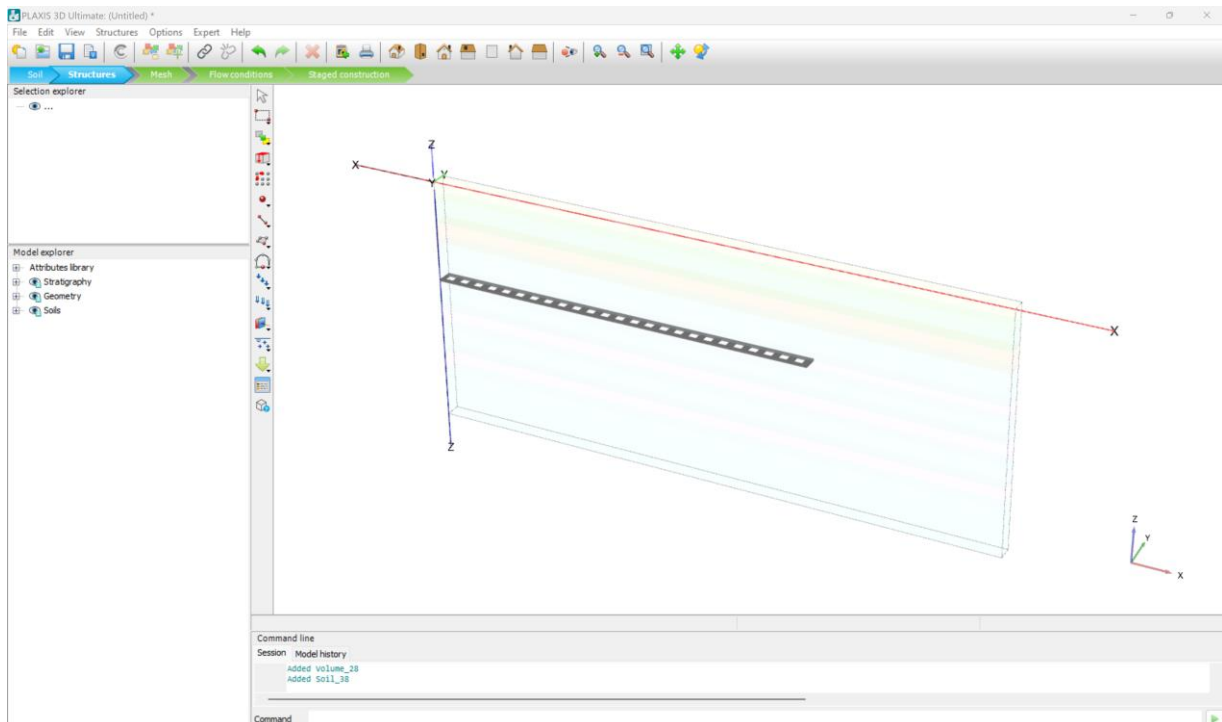 PLAXIS 3D Ultimate: (Untitled) *
File Edit View Structures Options Expert Help
Soil Structures Mesh Flow conditions Staged construction
Selection explorer
...
Model explorer
Attributes library
Stratigraphy
Geometry
Soils
Z
X
Y Y
X
Z
Z
Y
X
Command line
Session Model history
Added Volume_28
Added Soil_38
Command